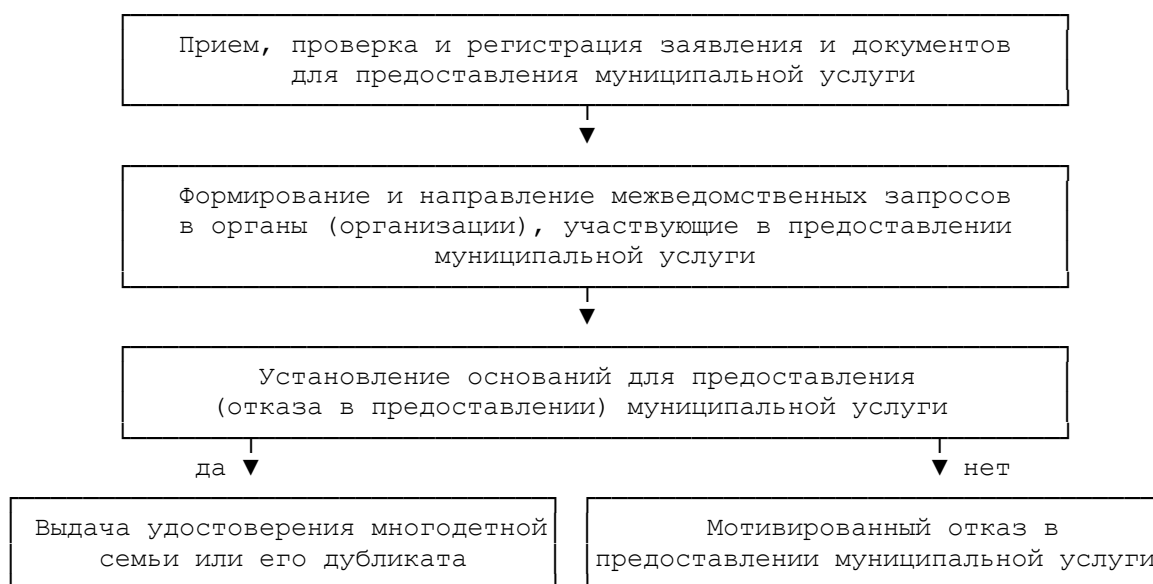 Прием, проверка и регистрация заявления и документов
для предоставления муниципальной услуги
Формирование и направление межведомственных запросов
в органы (организации), участвующие в предоставлении
муниципальной услуги
Установление оснований для предоставления
(отказа в предоставлении) муниципальной услуги
да
нет
Выдача удостоверения многодетной
семьи или его дубликата
Мотивированный отказ в
предоставлении муниципальной услуги